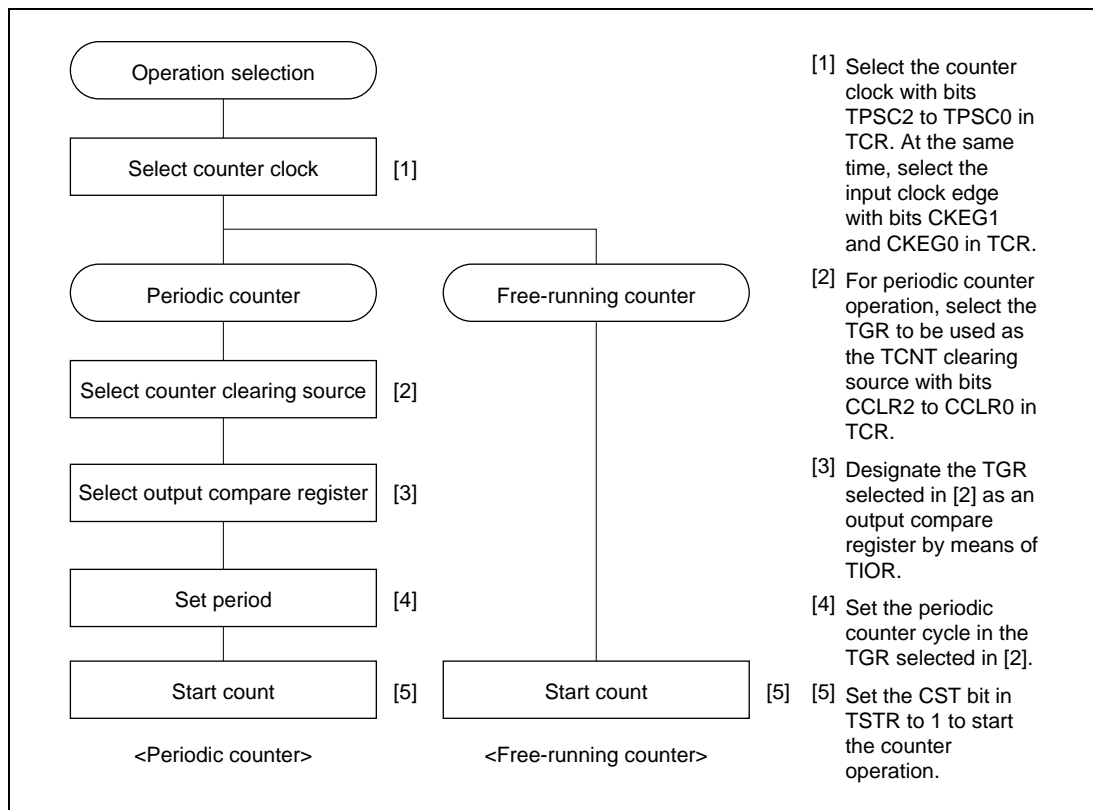 Operation selection
Select counter clock
[1]
Periodic counter
Free-running counter
Select counter clearing source
[2]
Select output compare register
[3]
Set period
[4]
Start count
[5]
Start count
[5]
<Periodic counter>
<Free-running counter>
[1] Select the counter
clock with bits
TPSC2 to TPSC0 in
TCR. At the same
time, select the
input clock edge
with bits CKEG1
and CKEG0 in TCR.
[2] For periodic counter
operation, select the
TGR to be used as
the TCNT clearing
source with bits
CCLR2 to CCLR0 in
TCR.
[3] Designate the TGR
selected in [2] as an
output compare
register by means of
TIOR.
[4] Set the periodic
counter cycle in the
TGR selected in [2].
[5] Set the CST bit in
TSTR to 1 to start
the counter
operation.